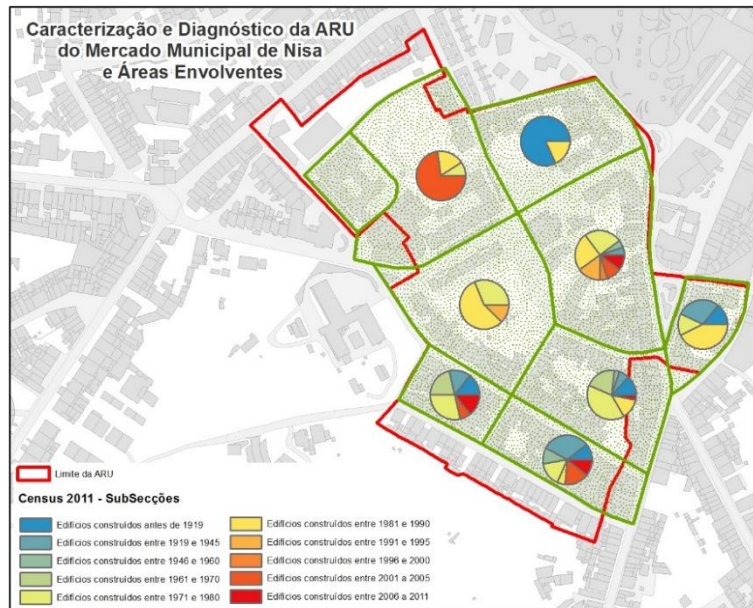 Caracterização e Diagnóstico da ARU
do Mercado Municipal de Nisa
e Áreas Envolventes
Limite da ARU
Census 2011 - SubSecções
Edifícios construídos antes de 1919
Edifícios construídos entre 1919 e 1945
Edifícios construídos entre 1946 e 1960
Edifícios construídos entre 1961 e 1970
Edifícios construídos entre 1971 e 1980
Edifícios construídos entre 1981 e 1990
Edifícios construídos entre 1991 e 1995
Edifícios construídos entre 1996 e 2000
Edifícios construídos entre 2001 a 2005
Edifícios construídos entre 2006 a 2011